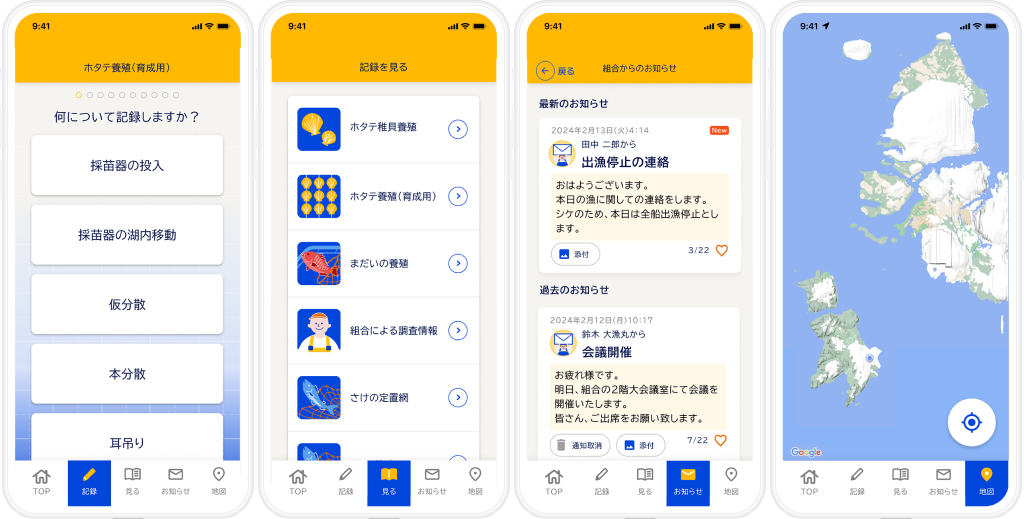 9:41
ホタテ養殖(育成用)
何について記録しますか？
採苗器の投入
採苗器の湖内移動
仮分散
本分散
耳吊り
TOP
記録
見る
お知らせ
地図
9:41
記録を見る
ホタテ稚貝養殖
ホタテ養殖(育成用)
まだいの養殖
組合による調査情報
さけの定置網
TOP
記録
見る
お知らせ
地図
9:41
戻る
組合からのお知らせ
最新のお知らせ
2024年2月13日(火)4:14
New
田中 二郎から
出漁停止の連絡
おはようございます。
本日の漁に関しての連絡をします。
シケのため、本日は全船出漁停止とし
ます。
添付
3/22
過去のお知らせ
2024年2月12日(月)10:17
鈴木 大漁丸から
会議開催
お疲れ様です。
明日、組合の2階大会議室にて会議を
開催いたします。
皆さん、ご出席をお願い致します。
通知取消
添付
7/22
TOP
記録
見る
お知らせ
地図
9:41
Google
TOP
記録
見る
お知らせ
地図